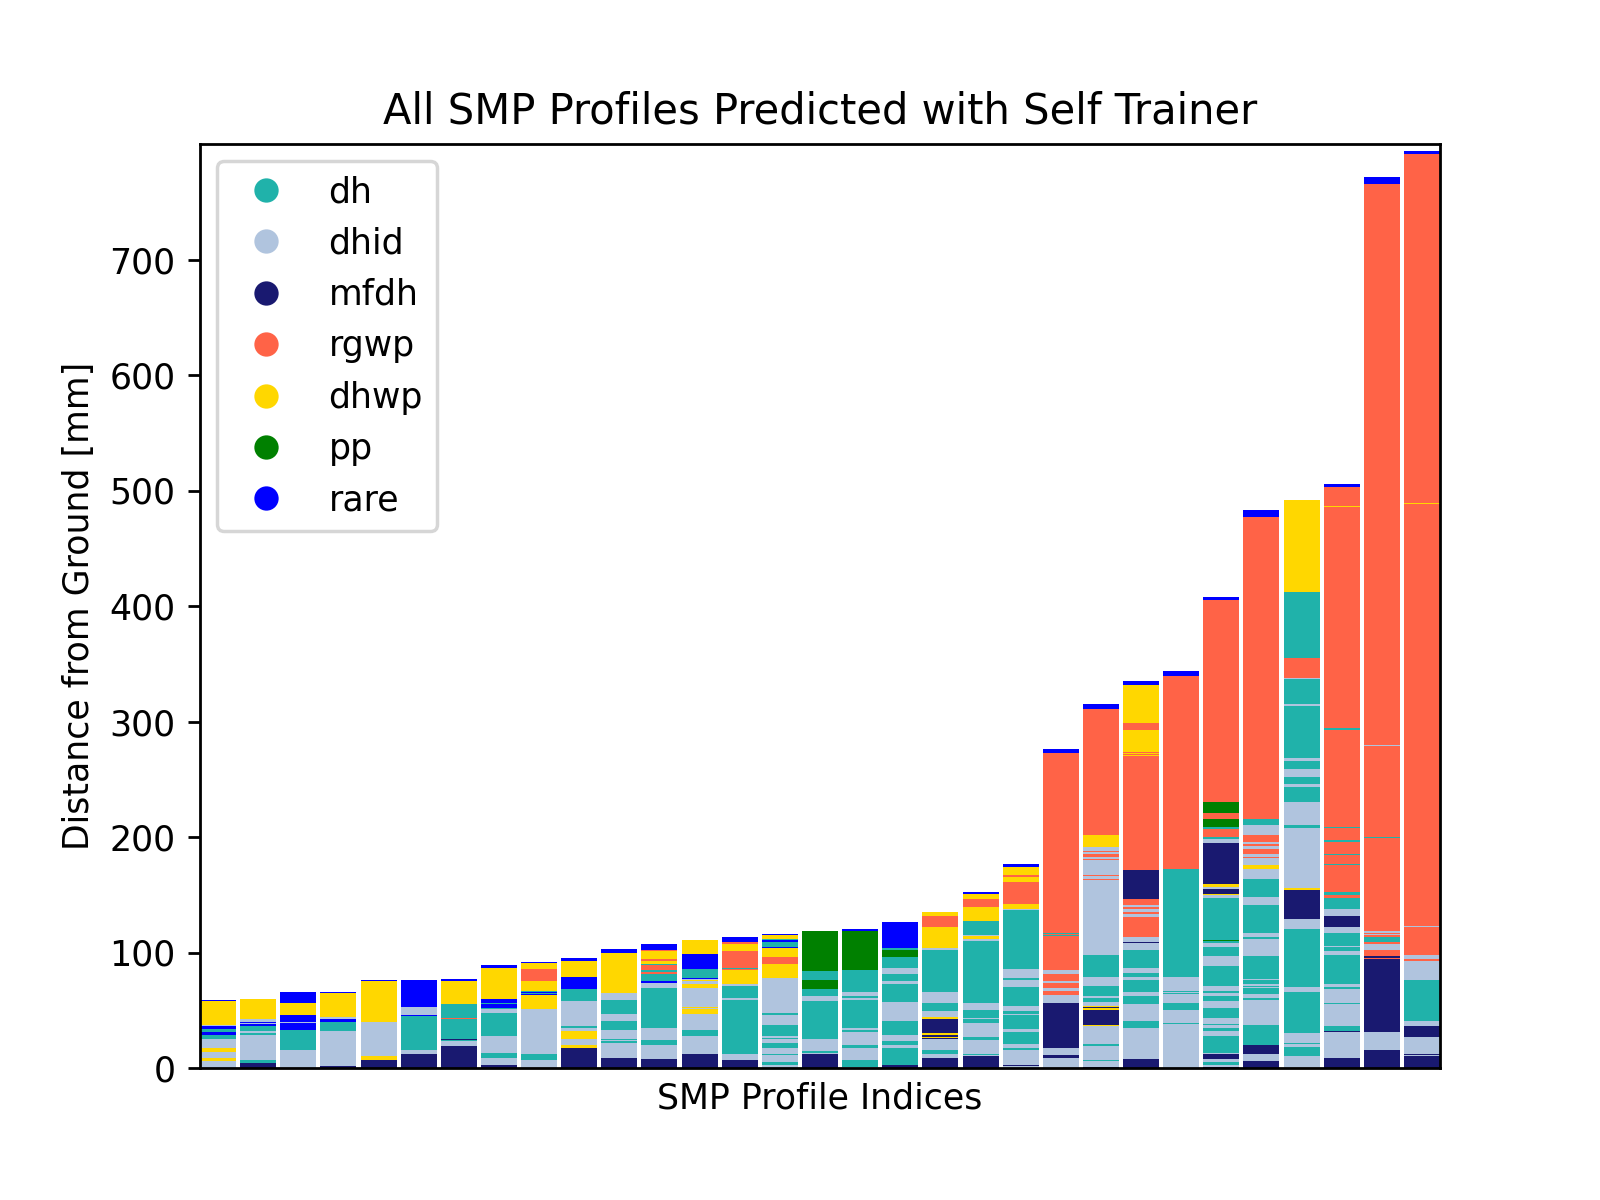 All SMP Profiles Predicted with Self Trainer
dh
dhid
mfdh
rgwp
dhwp
pp
rare
700
600
500
400
300
200
100
0
Distance from Ground [mm]
SMP Profile Indices